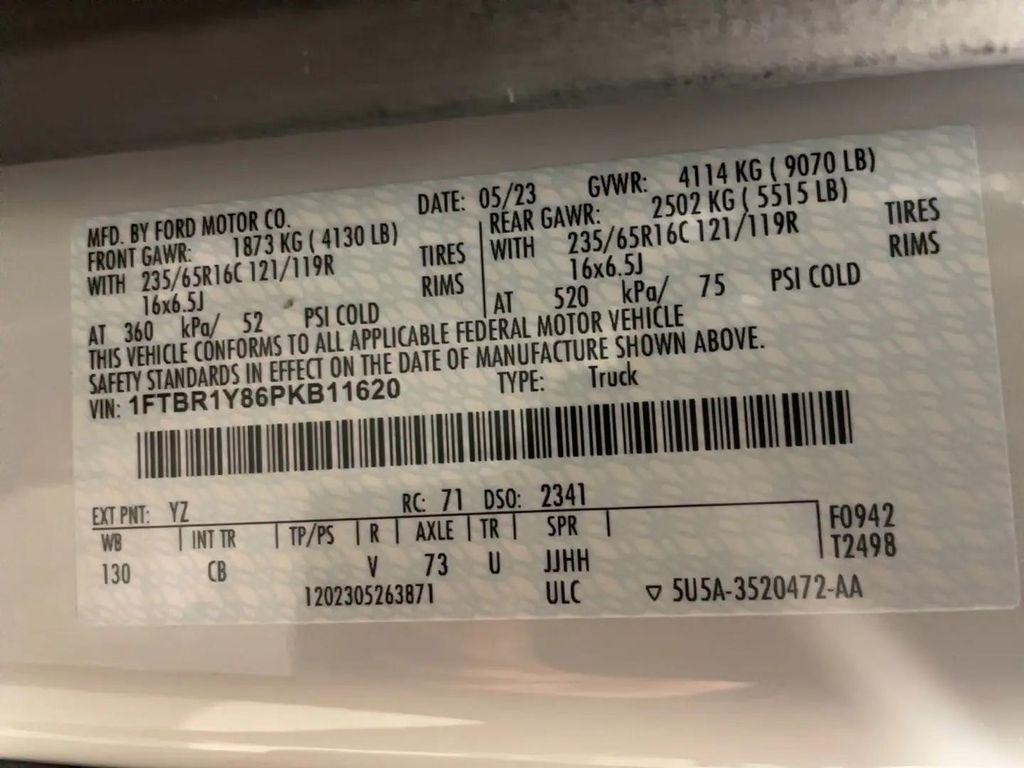 MFD. BY FORD MOTOR CO. DATE: 05/23 GVWR: 4114 KG ( 9070 LB)
FRONT GAWR: 1873 KG ( 4130 LB)
WITH 235/65R16C 121/119R TIRES
16x6.5J RIMS
AT 360 kPa/ 52 PSI COLD
REAR GAWR: 2502 KG ( 5515 LB)
WITH 235/65R16C 121/119R TIRES
16x6.5J RIMS
AT 520 kPa/ 75 PSI COLD
THIS VEHICLE CONFORMS TO ALL APPLICABLE FEDERAL MOTOR VEHICLE
SAFETY STANDARDS IN EFFECT ON THE DATE OF MANUFACTURE SHOWN ABOVE.
VIN: 1FTBR1Y86PKB11620 TYPE: Truck
EXT PNT: YZ RC: 71 DSO: 2341
WB INT TR TP/PS R AXLE TR SPR F0942
130 CB V 73 U JJHH T2498
1202305263871 ULC ▽ 5U5A-3520472-AA